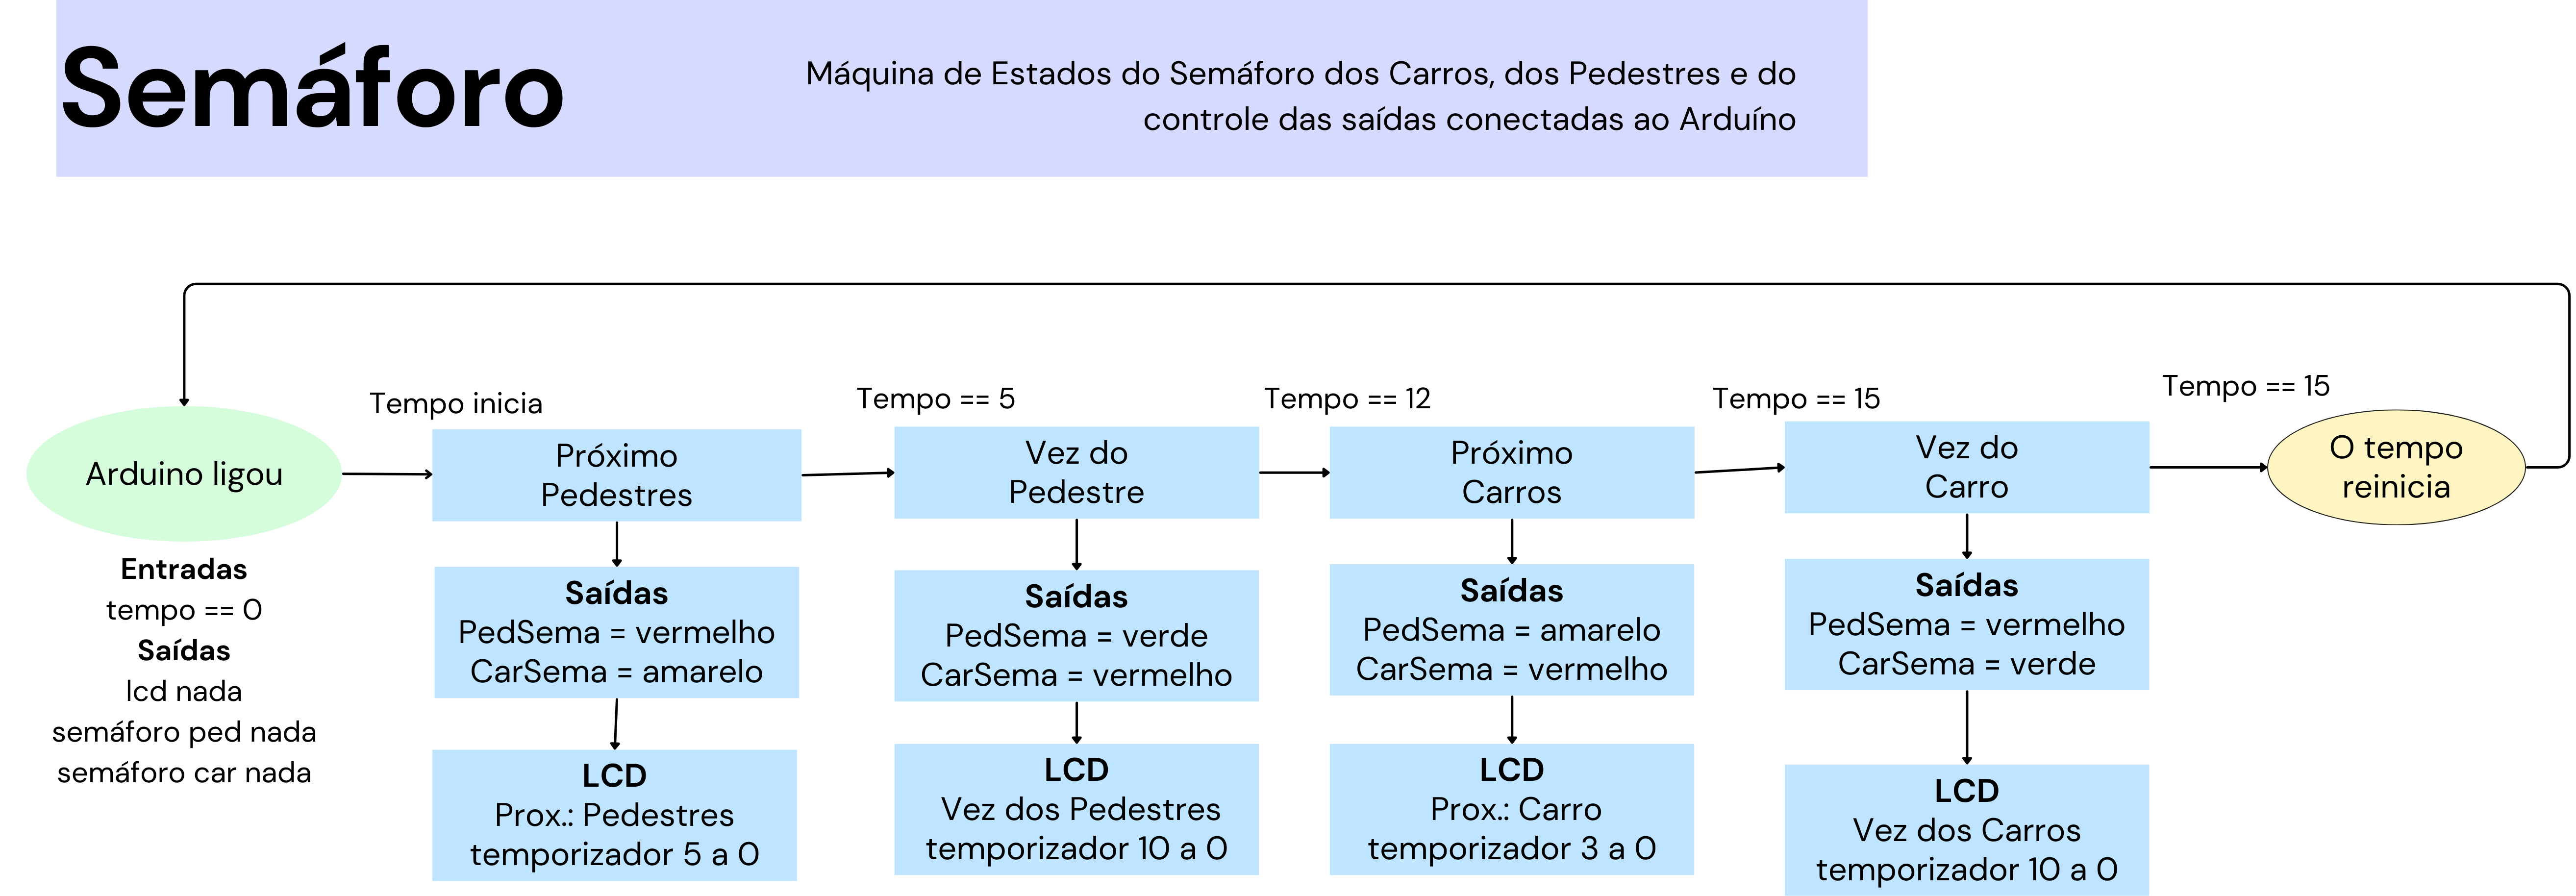 Semáforo
Máquina de Estados do Semáforo dos Carros, dos Pedestres e do
controle das saídas conectadas ao Arduíno
Arduino ligou
Entradas
tempo == 0
Saídas
lcd nada
semáforo ped nada
semáforo car nada
Tempo inicia
Próximo
Pedestres
Saídas
PedSema = vermelho
CarSema = amarelo
LCD
Prox.: Pedestres
temporizador 5 a 0
Tempo == 5
Vez do
Pedestre
Saídas
PedSema = verde
CarSema = vermelho
LCD
Vez dos Pedestres
temporizador 10 a 0
Tempo == 12
Próximo
Carros
Saídas
PedSema = amarelo
CarSema = vermelho
LCD
Prox.: Carro
temporizador 3 a 0
Tempo == 15
Vez do
Carro
Saídas
PedSema = vermelho
CarSema = verde
LCD
Vez dos Carros
temporizador 10 a 0
Tempo == 15
O tempo
reinicia